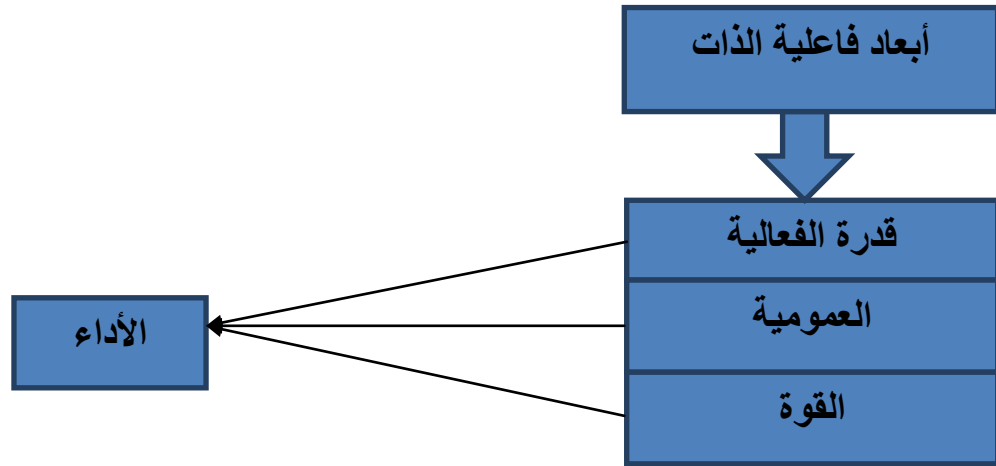 أبعاد فاعلية الذات
قدرة الفعالية
العمومية
القوة
الأداء